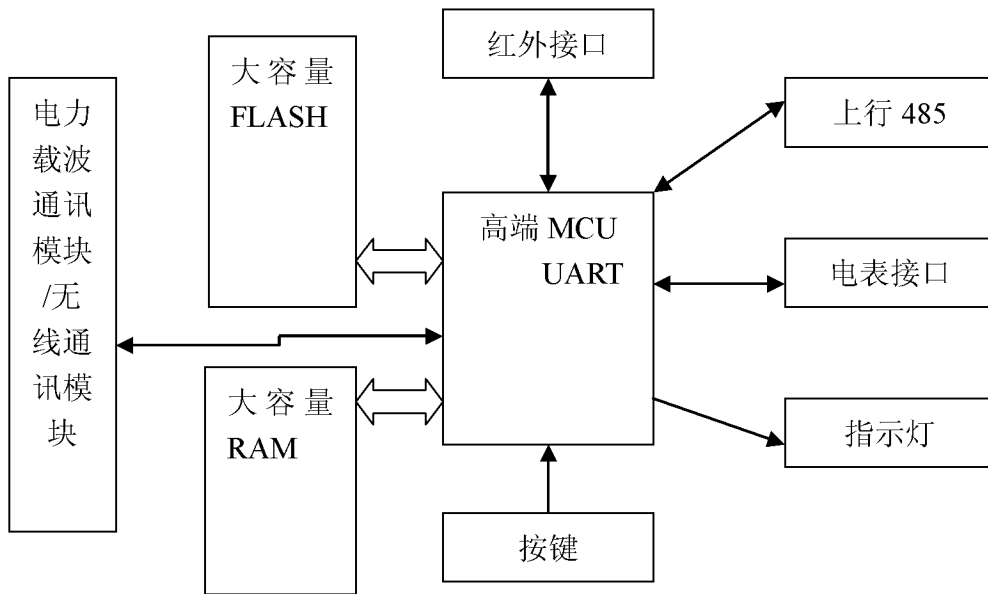 电力
载波
通讯
模块
/无
线通
讯模
块
大容量
FLASH
大容量
RAM
红外接口
高端 MCU
UART
按键
上行 485
电表接口
指示灯